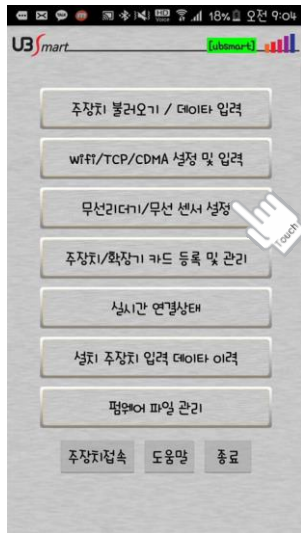 18% 오전 9:04
UBSmart
[ubsmart]
주장치 불러오기 / 데이타 입력
wifi/TCP/CDMA 설정 및 입력
무선리더기/무선 센서 설정
Touch
주장치/확장기 카드 등록 및 관리
실시간 연결상태
설치 주장치 입력 데이타 이력
펌웨어 파일 관리
주장치접속 도움말 종료